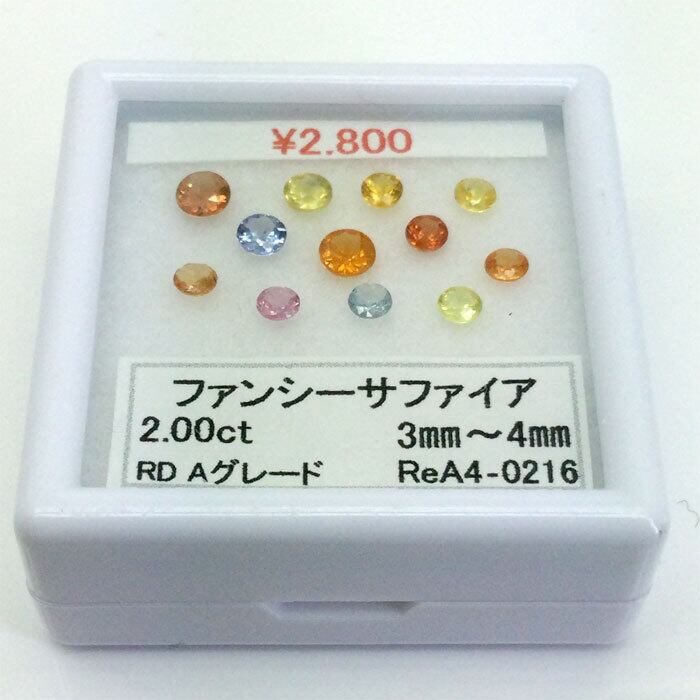 ¥2.800
ファンシーサファイア
2.00ct 3mm～4mm
RD Aグレード ReA4-0216